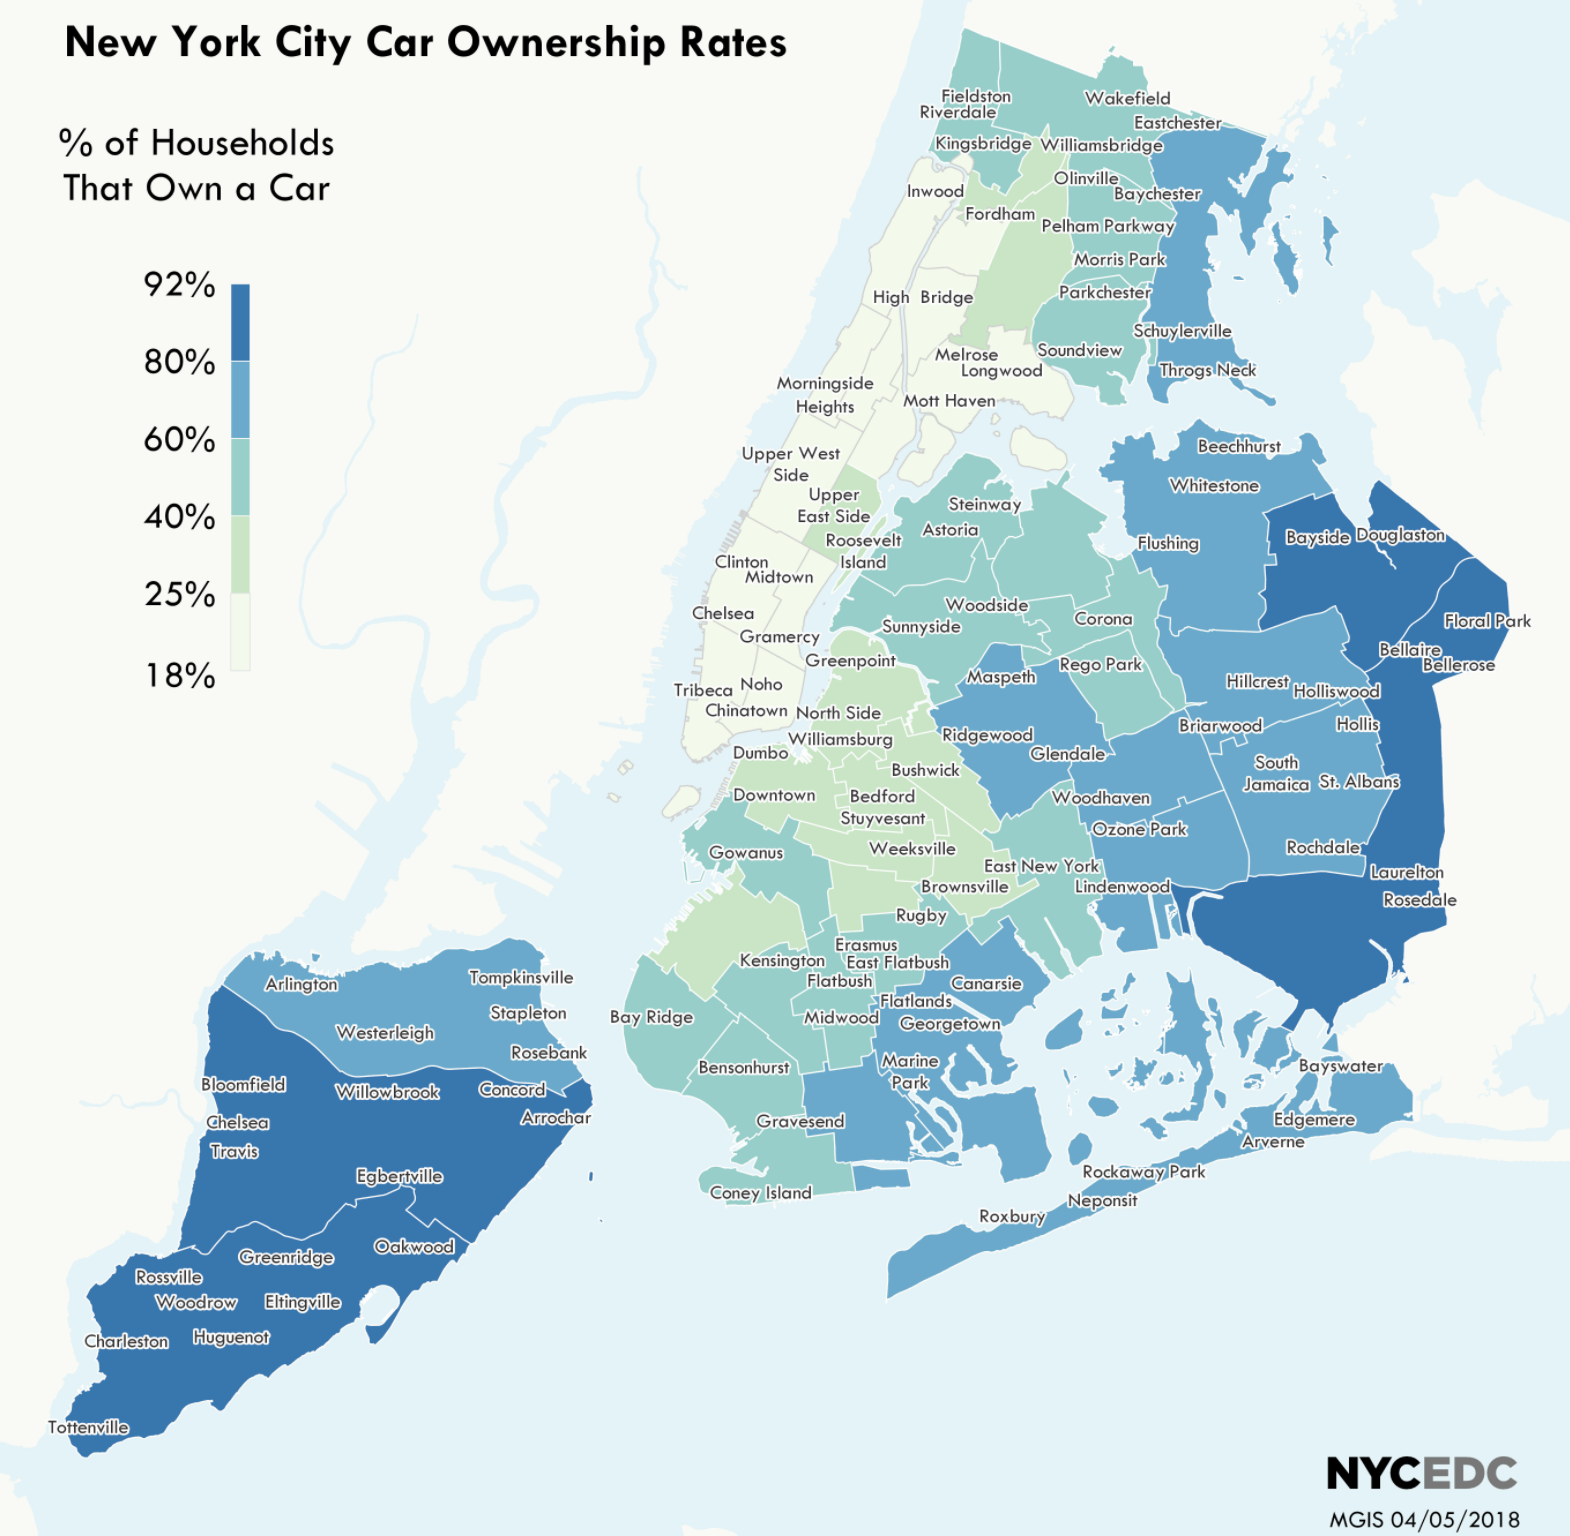 New York City Car Ownership Rates
% of Households
That Own a Car
92%
80%
60%
40%
25%
18%
Fieldston
Riverdale
Wakefield
Eastchester
Kingsbridge
Williamsbridge
Olinville
Inwood
Baychester
Fordham
Pelham Parkway
Morris Park
High Bridge
Parkchester
Schuylerville
Melrose
Soundview
Longwood
Throgs Neck
Morningside
Heights
Mott Haven
Upper West
Side
Upper
East Side
Roosevelt
Island
Clinton
Midtown
Chelsea
Gramercy
Tribeca
Noho
Chinatown
Beechhurst
Whitestone
Steinway
Astoria
Flushing
Bayside
Douglaston
Woodside
Sunnyside
Corona
Floral Park
Bellaire
Bellerose
Greenpoint
Maspeth
Rego Park
Hillcrest
Holliswood
North Side
Williamsburg
Ridgewood
Glendale
Briarwood
Hollis
Dumbo
Bushwick
South
Jamaica
St. Albans
Downtown
Bedford
Stuyvesant
Woodhaven
Ozone Park
Gowanus
Weeksville
Rochdale
East New York
Laurelton
Brownsville
Lindenwood
Rosedale
Rugby
Erasmus
Kensington
East Flatbush
Flatbush
Canarsie
Flatlands
Bay Ridge
Midwood
Georgetown
Bensonhurst
Marine
Park
Bayswater
Gravesend
Edgemere
Arverne
Rockaway Park
Coney Island
Neponsit
Roxbury
Arlington
Tompkinsville
Stapleton
Westerleigh
Rosebank
Bloomfield
Willowbrook
Concord
Chelsea
Arrochar
Travis
Egbertville
Oakwood
Greenridge
Rossville
Woodrow
Eltingville
Charleston
Huguenot
Tottenville
NYCEDC
MGIS 04/05/2018